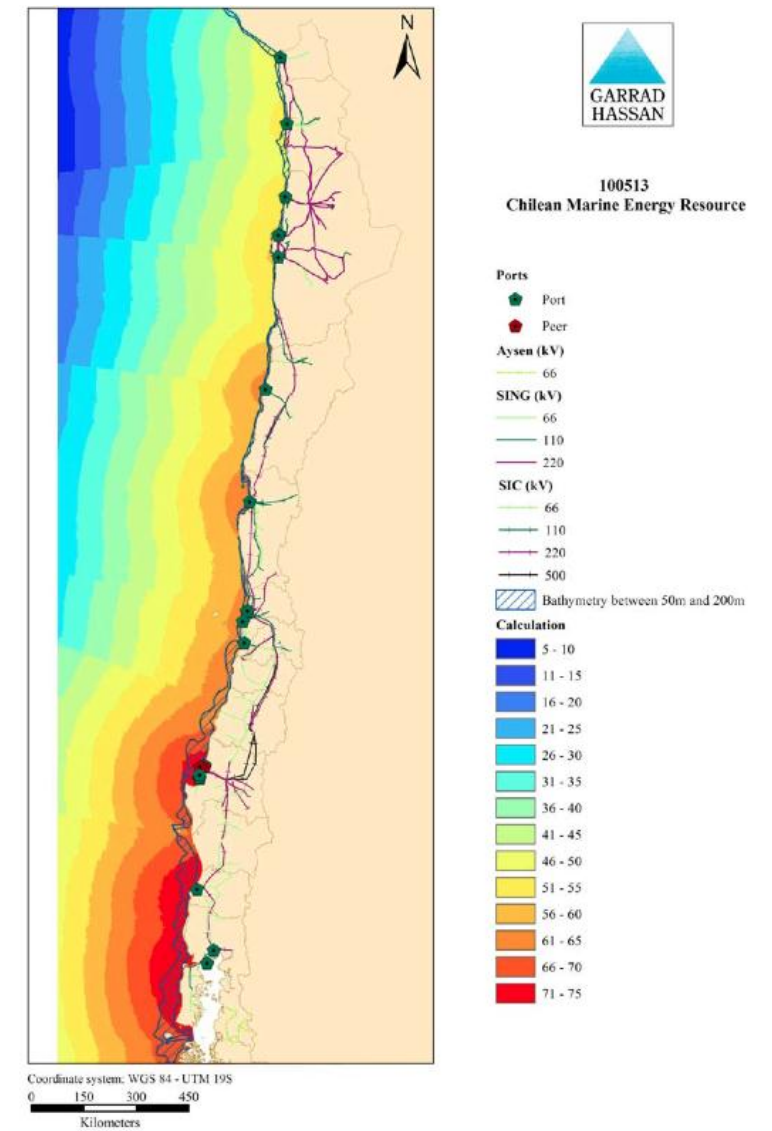 N
GARRAD
HASSAN
100513
Chilean Marine Energy Resource
Ports
Port
Peer
Aysen (kV)
66
SING (kV)
66
110
220
SIC (kV)
66
110
220
500
Bathymetry between 50m and 200m
Calculation
5 - 10
11 - 15
16 - 20
21 - 25
26 - 30
31 - 35
36 - 40
41 - 45
46 - 50
51 - 55
56 - 60
61 - 65
66 - 70
71 - 75
Coordinate system: WGS 84 - UTM 19S
0 150 300 450
Kilometers